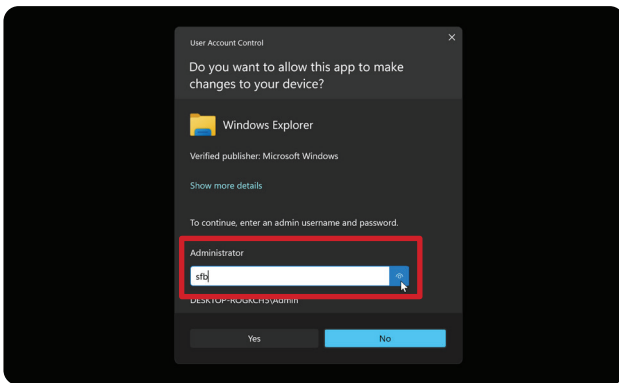 User Account Control
Do you want to allow this app to make
changes to your device?
Windows Explorer
Verified publisher: Microsoft Windows
Show more details
To continue, enter an admin username and password.
Administrator
sfb
DESKTOP-ROGKCH5\Admin
Yes
No